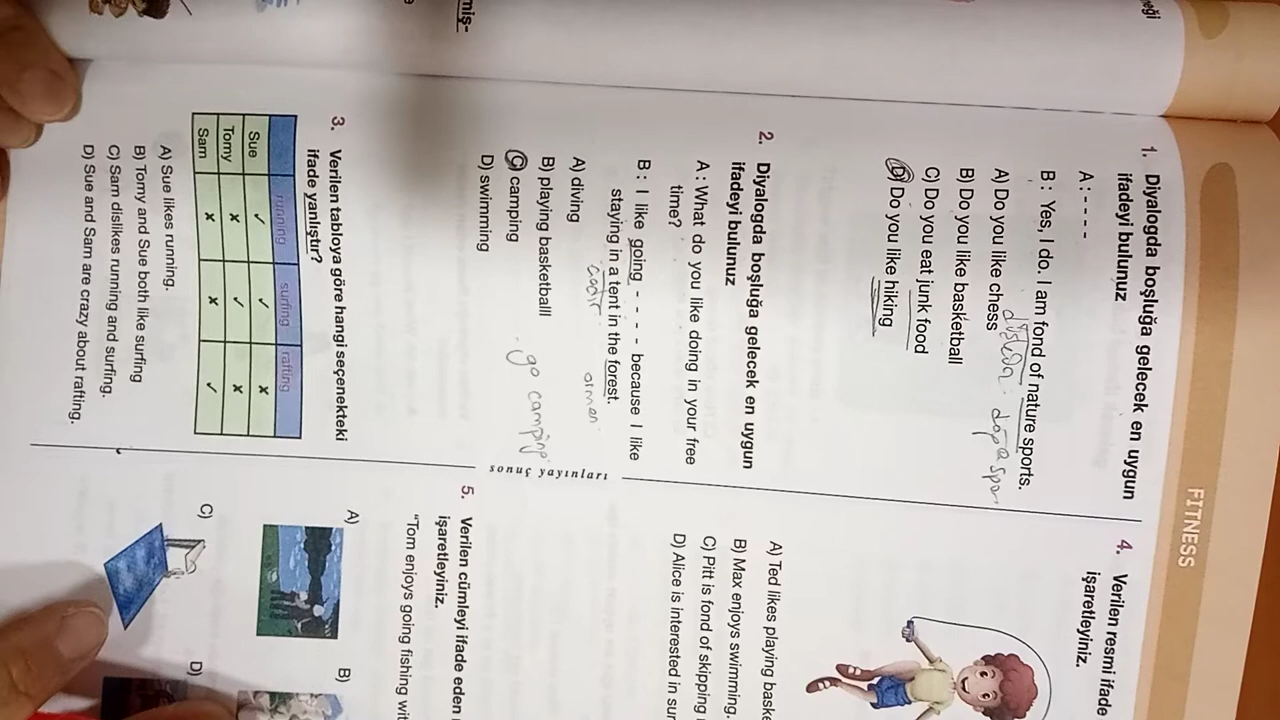 eği
miş-
FITNESS
1. Diyalogda boşluğa gelecek en uygun
ifadeyi bulunuz
A : - - - -
B : Yes, I do. I am fond of nature sports.
doğa spor
A) Do you like chess
B) Do you like basketball
C) Do you eat junk food
D) Do you like hiking
2. Diyalogda boşluğa gelecek en uygun
ifadeyi bulunuz
A : What do you like doing in your free
time?
B : I like going - - - - because I like
staying in a tent in the forest.
çadır orman
A) diving
B) playing basketball
C) camping
go camping
D) swimming
3. Verilen tabloya göre hangi seçenekteki
ifade yanlıştır?
running surfing rafting
Sue ✓ ✓ x
Tomy x ✓ x
Sam x x ✓
A) Sue likes running.
B) Tomy and Sue both like surfing
C) Sam dislikes running and surfing.
D) Sue and Sam are crazy about rafting.
sonuç yayınları
4. Verilen resmi ifade
işaretleyiniz.
A) Ted likes playing baske
B) Max enjoys swimming.
C) Pitt is fond of skipping
D) Alice is interested in sur
5. Verilen cümleyi ifade eden
işaretleyiniz.
"Tom enjoys going fishing wit
A)
B)
C)
D)